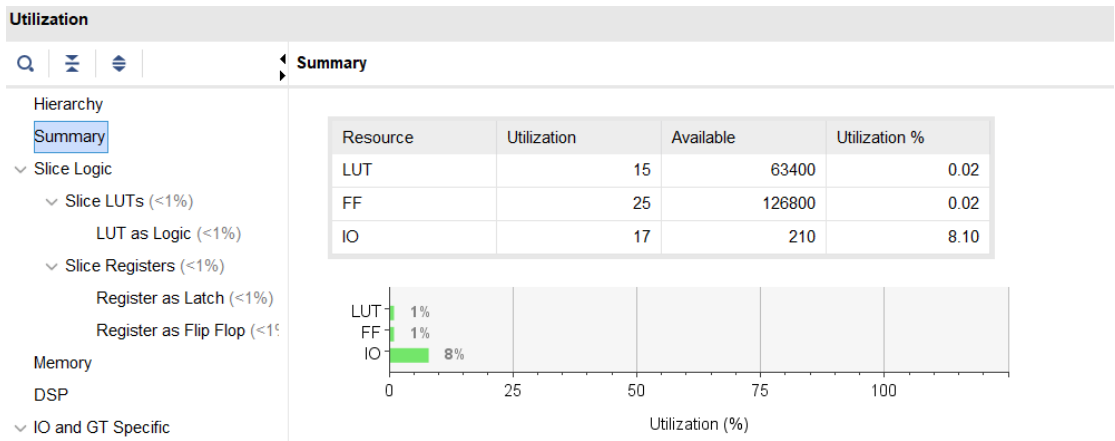 Utilization
Summary
Hierarchy
Summary
Slice Logic
Slice LUTs (<1%)
LUT as Logic (<1%)
Slice Registers (<1%)
Register as Latch (<1%)
Register as Flip Flop (<1%
Memory
DSP
IO and GT Specific
Resource Utilization Available Utilization %
LUT 15 63400 0.02
FF 25 126800 0.02
IO 17 210 8.10
LUT 1%
FF 1%
IO 8%
0 25 50 75 100
Utilization (%)